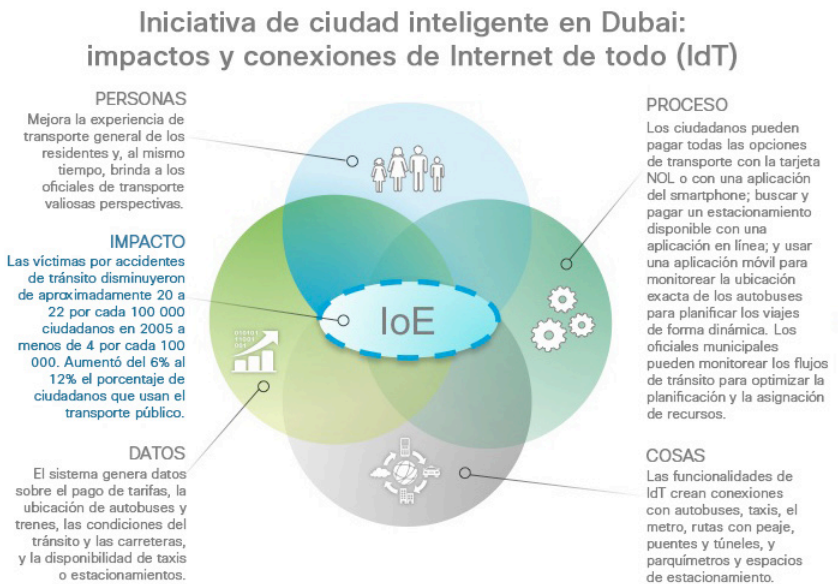 Iniciativa de ciudad inteligente en Dubai:
impactos y conexiones de Internet de todo (IdT)
PERSONAS
Mejora la experiencia de
transporte general de los
residentes y, al mismo
tiempo, brinda a los
oficiales de transporte
valiosas perspectivas.
IMPACTO
Las víctimas por accidentes
de tránsito disminuyeron
de aproximadamente 20 a
22 por cada 100 000
ciudadanos en 2005 a
menos de 4 por cada 100
000. Aumentó del 6% al
12% el porcentaje de
ciudadanos que usan el
transporte público.
DATOS
El sistema genera datos
sobre el pago de tarifas, la
ubicación de autobuses y
trenes, las condiciones del
tránsito y las carreteras,
y la disponibilidad de taxis
o estacionamientos.
IoE
010101
01001
001
PROCESO
Los ciudadanos pueden
pagar todas las opciones
de transporte con la tarjeta
NOL o con una aplicación
del smartphone; buscar y
pagar un estacionamiento
disponible con una
aplicación en línea; y usar
una aplicación móvil para
monitorear la ubicación
exacta de los autobuses
para planificar los viajes
de forma dinámica. Los
oficiales municipales
pueden monitorear los flujos
de tránsito para optimizar la
planificación y la asignación
de recursos.
COSAS
Las funcionalidades de
IdT crean conexiones
con autobuses, taxis, el
metro, rutas con peaje,
puentes y túneles, y
parquímetros y espacios
de estacionamiento.